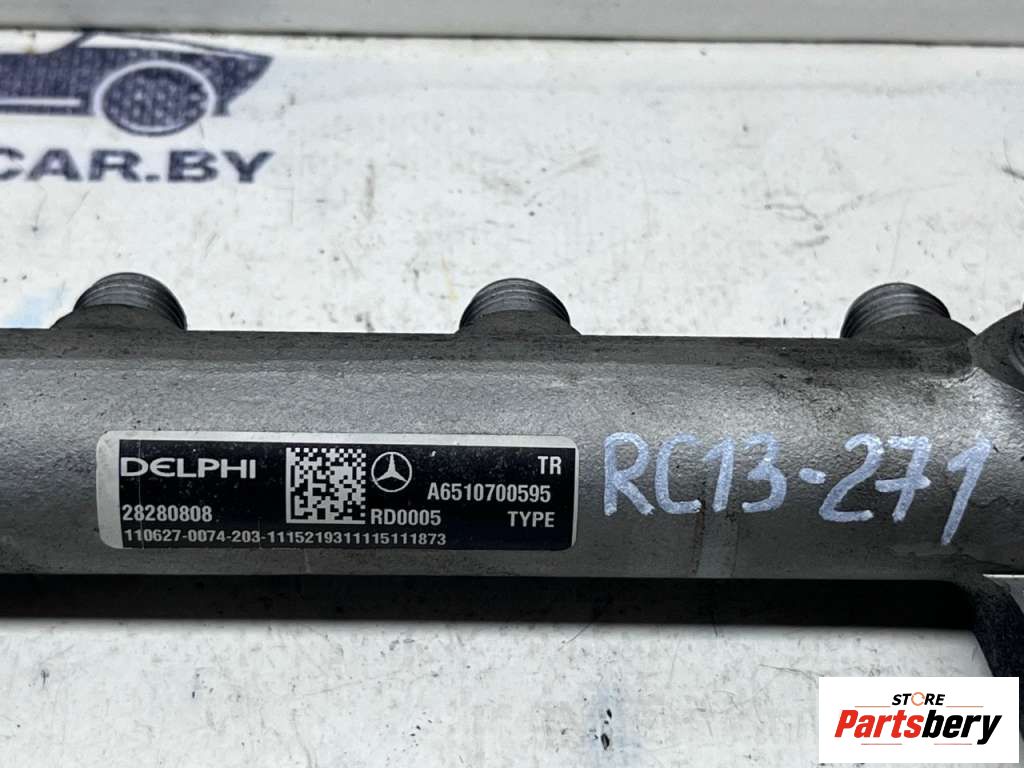 CAR.BY
DELPHI
TR
A6510700595
28280808
RD0005
TYPE
110627-0074-203-1115219311115111873
RC13-271
STORE
Partsbery